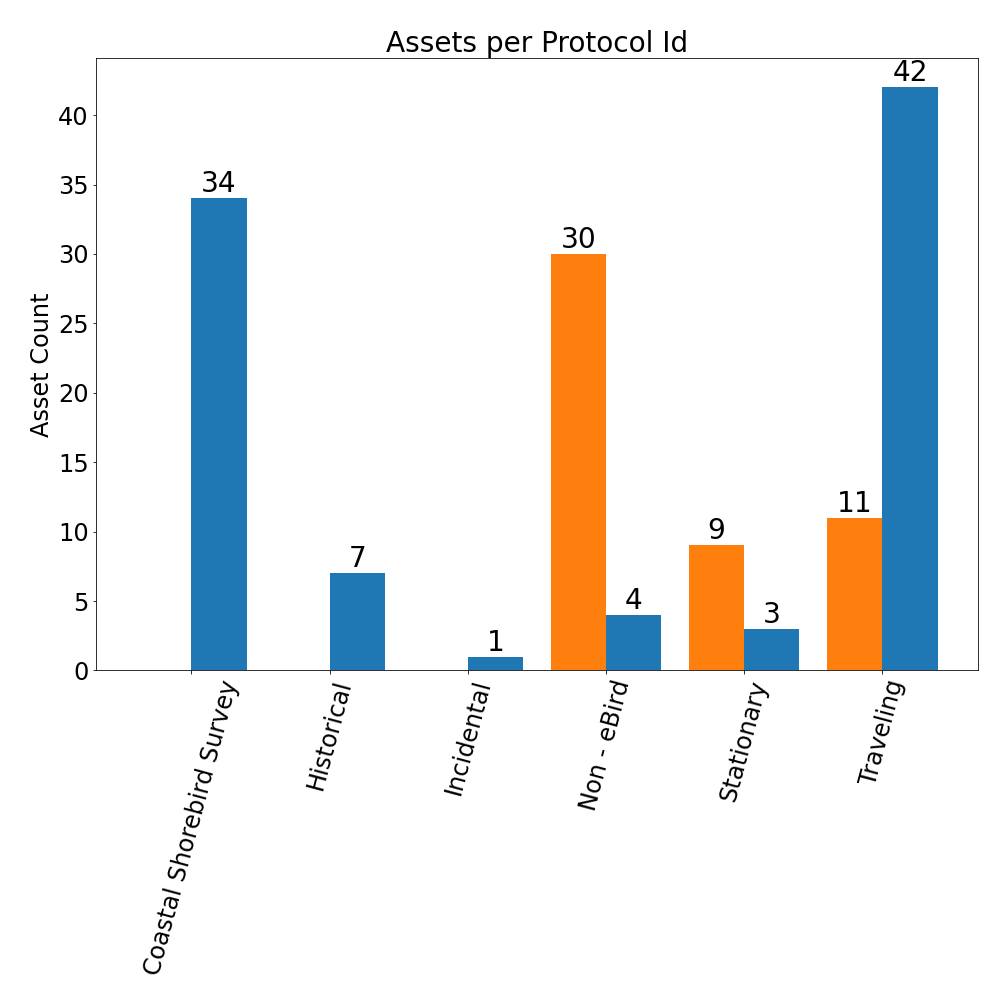 Assets per Protocol Id
Asset Count
40
35
30
25
20
15
10
5
0
34
7
1
30
4
9
3
11
42
Coastal Shorebird Survey
Historical
Incidental
Non - eBird
Stationary
Traveling